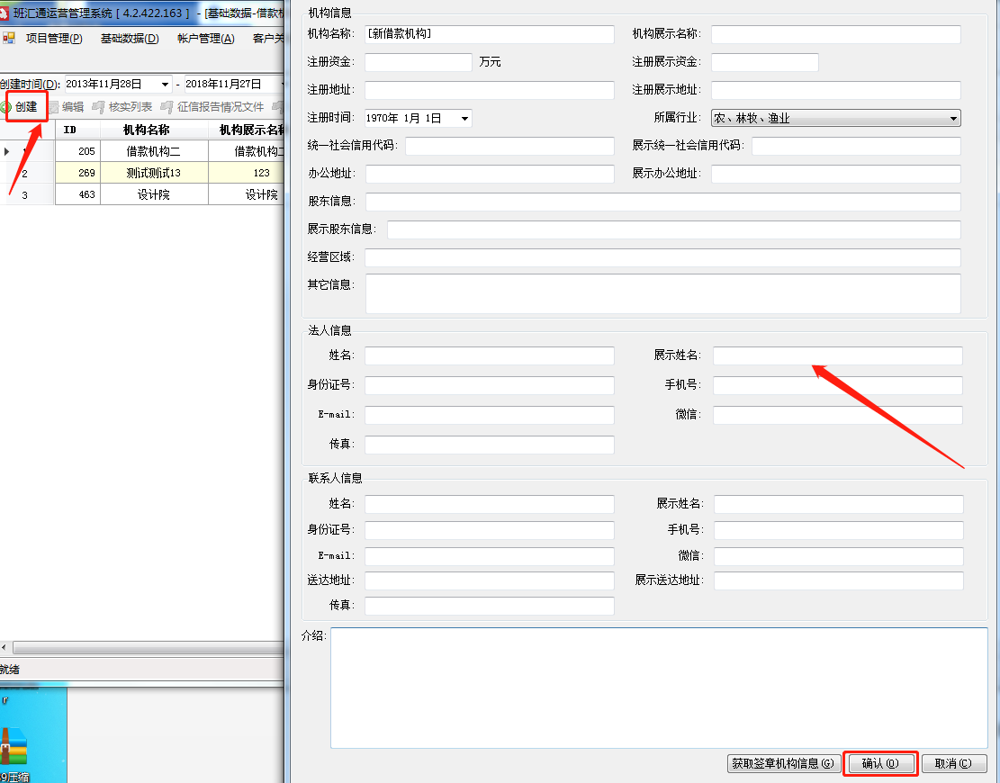 班汇通运营管理系统 [ 4.2.422.163 ] - [基础数据-借款机
项目管理(P) 基础数据(D) 帐户管理(A) 客户关
创建时间(D): 2013年11月28日 - 2018年11月27日
创建 编辑 核实列表 征信报告情况文件
ID 机构名称 机构展示名称
1 205 借款机构二 借款机构二
2 269 测试测试13 123
3 463 设计院 设计院
就绪
压缩
机构信息
机构名称: [新借款机构] 机构展示名称:
注册资金: 万元 注册展示资金:
注册地址: 注册展示地址:
注册时间: 1970年 1月 1日 所属行业: 农、林牧、渔业
统一社会信用代码: 展示统一社会信用代码:
办公地址: 展示办公地址:
股东信息:
展示股东信息:
经营区域:
其它信息:
法人信息
姓名: 展示姓名:
身份证号: 手机号:
E-mail: 微信:
传真:
联系人信息
姓名: 展示姓名:
身份证号: 手机号:
E-mail: 微信:
送达地址: 展示送达地址:
传真:
介绍:
获取签章机构信息(G) 确认(O) 取消(C)